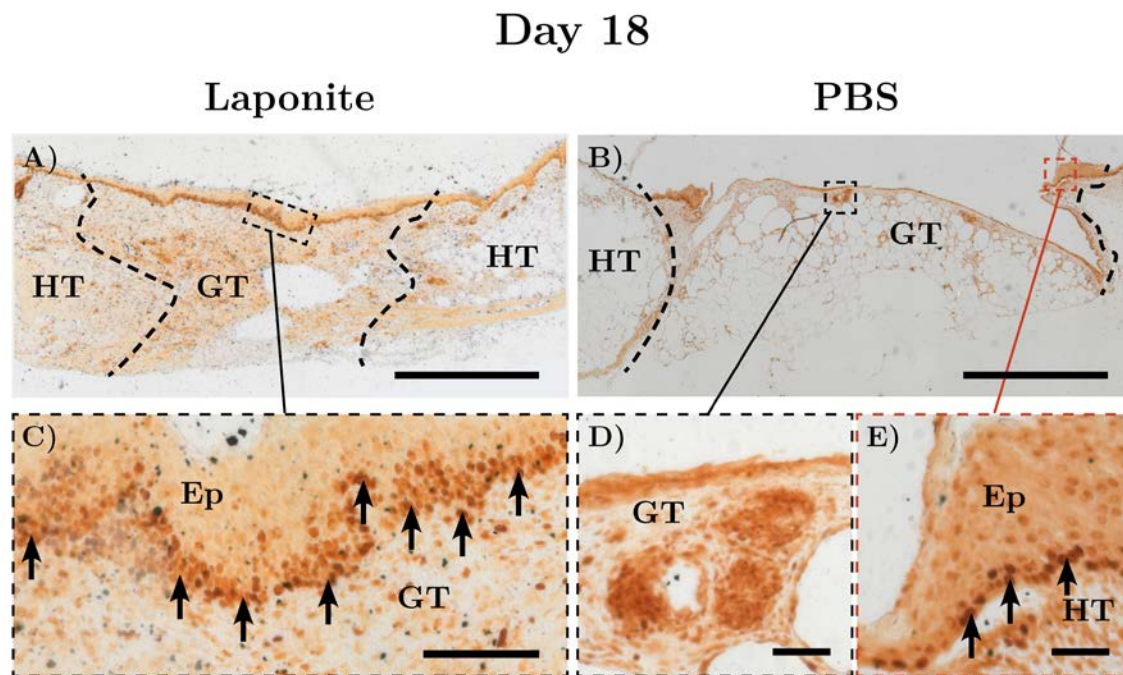 Day 18
Laponite PBS
A) B)
HT GT HT HT GT
C) D) E)
Ep GT Ep
GT HT